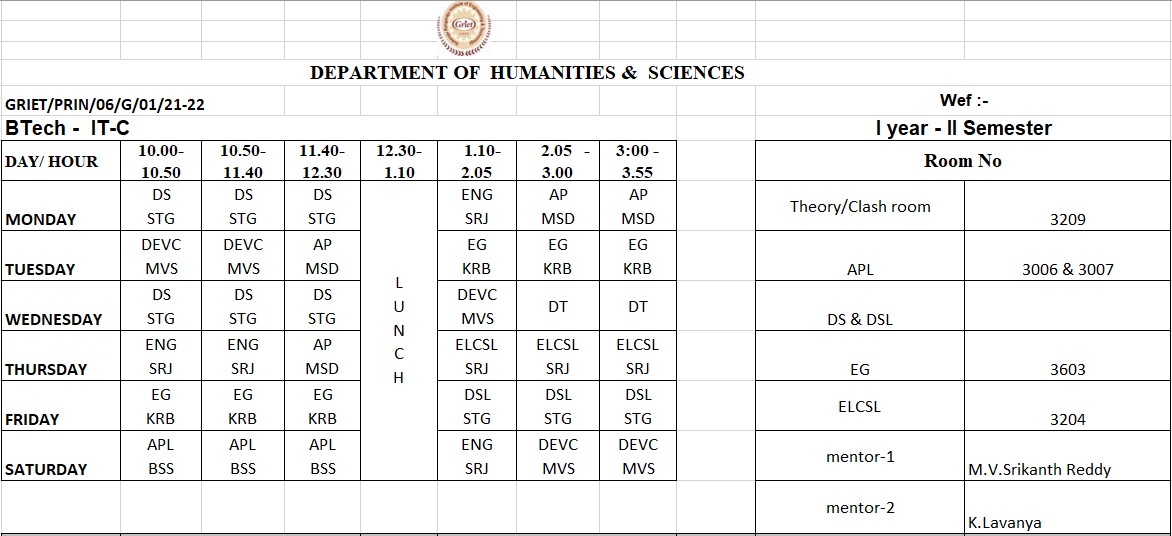 Griet
DEPARTMENT OF HUMANITIES & SCIENCES
GRIET/PRIN/06/G/01/21-22 Wef :-
BTech - IT-C I year - II Semester
DAY/ HOUR 10.00-10.50 10.50-11.40 11.40-12.30 12.30-1.10 1.10-2.05 2.05 - 3.00 3:00 - 3.55 Room No
MONDAY DS STG DS STG DS STG ENG SRJ AP MSD AP MSD Theory/Clash room 3209
TUESDAY DEVC MVS DEVC MVS AP MSD EG KRB EG KRB EG KRB APL 3006 & 3007
WEDNESDAY DS STG DS STG DS STG DEVC MVS DT DT DS & DSL
THURSDAY ENG SRJ ENG SRJ AP MSD ELCSL SRJ ELCSL SRJ ELCSL SRJ EG 3603
FRIDAY EG KRB EG KRB EG KRB DSL STG DSL STG DSL STG ELCSL 3204
SATURDAY APL BSS APL BSS APL BSS ENG SRJ DEVC MVS DEVC MVS mentor-1 M.V.Srikanth Reddy
mentor-2 K.Lavanya
L
U
N
C
H